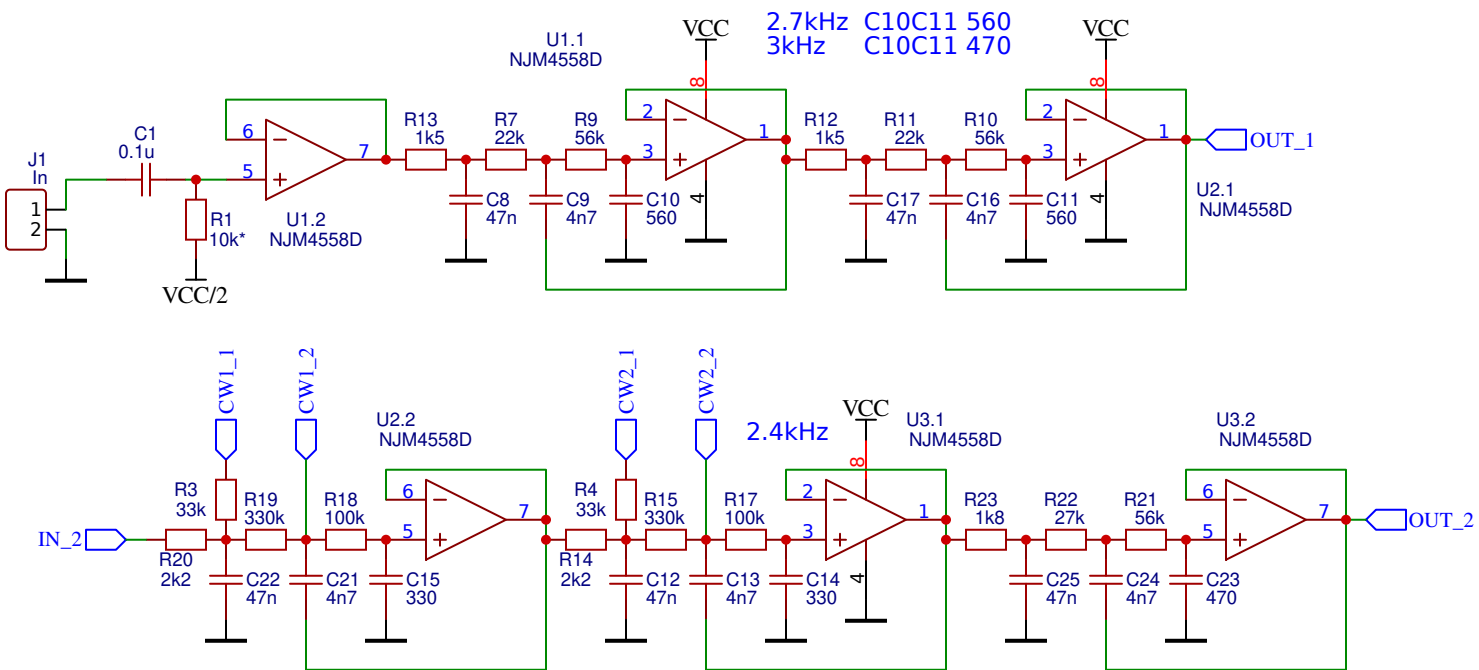 2.7kHz C10C11 560
3kHz C10C11 470
U1.1
NJM4558D
VCC
8
2
3
1
4
VCC
8
2
3
1
4
OUT_1
U2.1
NJM4558D
J1
In
1
2
C1
0.1u
R1
10k*
VCC/2
6
5
7
U1.2
NJM4558D
R13
1k5
R7
22k
R9
56k
C8
47n
C9
4n7
C10
560
R12
1k5
R11
22k
R10
56k
C17
47n
C16
4n7
C11
560
CW1_1
CW1_2
CW2_1
CW2_2
2.4kHz
IN_2
R3
33k
R20
2k2
R19
330k
R18
100k
C22
47n
C21
4n7
C15
330
U2.2
NJM4558D
6
5
7
R4
33k
R14
2k2
R15
330k
R17
100k
C12
47n
C13
4n7
C14
330
VCC
8
U3.1
NJM4558D
2
3
1
4
R23
1k8
R22
27k
R21
56k
C25
47n
C24
4n7
C23
470
U3.2
NJM4558D
6
5
7
OUT_2